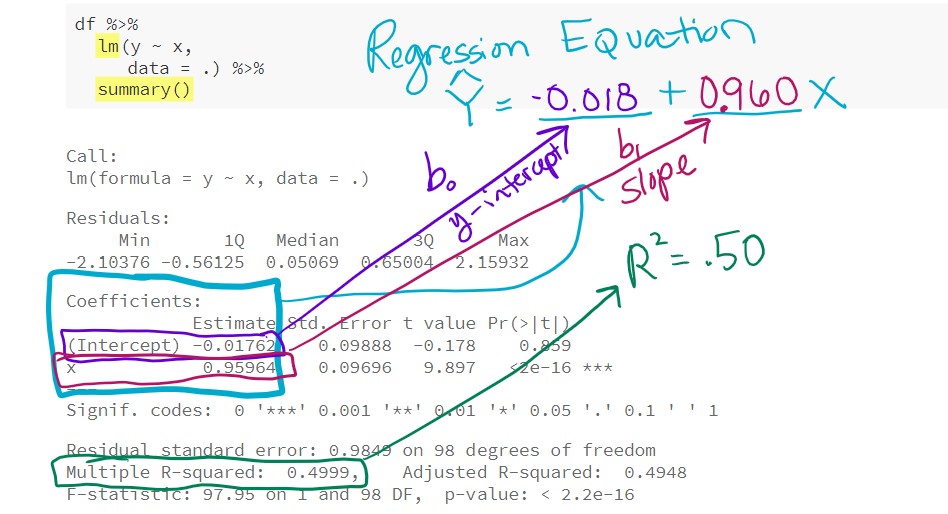 df %>%
lm(y ~ x,
data = .) %>%
summary()
Regression Equation
Ŷ = -0.018 + 0.960 X
b₀
y-intercept
b₁
slope
R² = .50
Call:
lm(formula = y ~ x, data = .)
Residuals:
Min 1Q Median 3Q Max
-2.10376 -0.56125 0.05069 0.65004 2.15932
Coefficients:
Estimate Std. Error t value Pr(>|t|)
(Intercept) -0.01762 0.09888 -0.178 0.859
x 0.95964 0.09696 9.897 <2e-16 ***
---
Signif. codes: 0 '***' 0.001 '**' 0.01 '*' 0.05 '.' 0.1 ' ' 1
Residual standard error: 0.9849 on 98 degrees of freedom
Multiple R-squared: 0.4999, Adjusted R-squared: 0.4948
F-statistic: 97.95 on 1 and 98 DF, p-value: < 2.2e-16